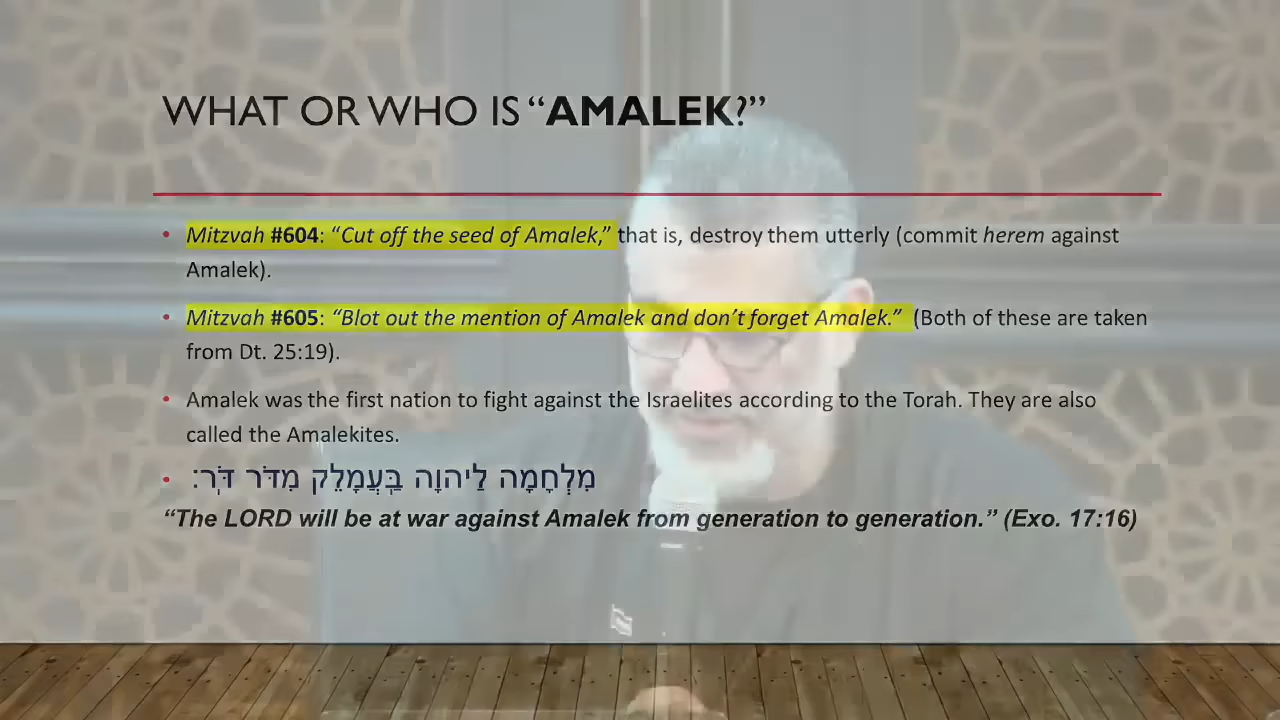 WHAT OR WHO IS “AMALEK?”
• Mitzvah #604: “Cut off the seed of Amalek,” that is, destroy them utterly (commit herem against
Amalek).
• Mitzvah #605: “Blot out the mention of Amalek and don’t forget Amalek.” (Both of these are taken
from Dt. 25:19).
• Amalek was the first nation to fight against the Israelites according to the Torah. They are also
called the Amalekites.
• מִלְחָמָה לַיהוָה בַּעֲמָלֵק מִדֹּר דֹּר׃
“The LORD will be at war against Amalek from generation to generation.” (Exo. 17:16)